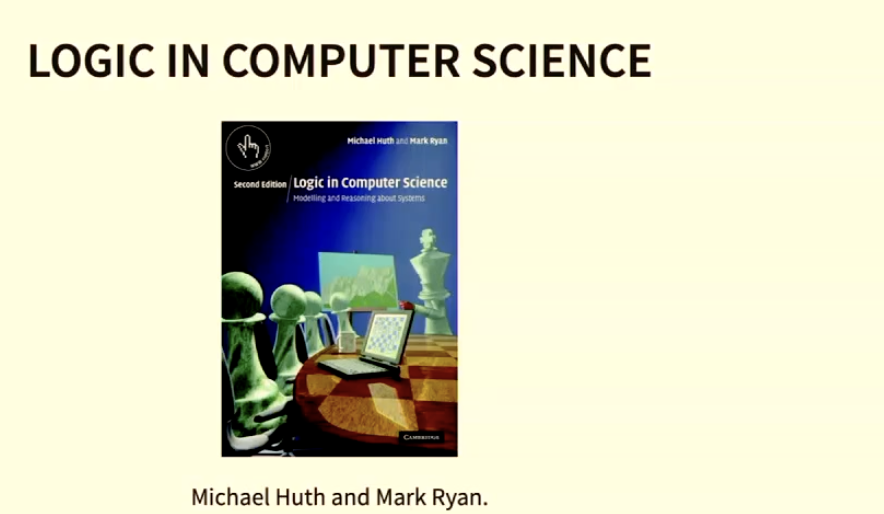 LOGIC IN COMPUTER SCIENCE
Michael Huth and Mark Ryan
Second Edition Logic in Computer Science
Modelling and Reasoning about Systems
CAMBRIDGE
Michael Huth and Mark Ryan.